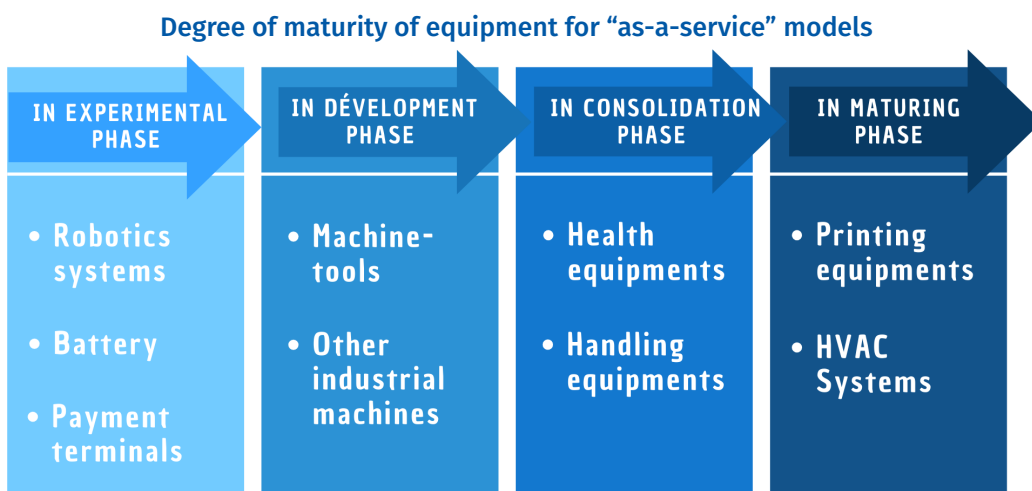 Degree of maturity of equipment for “as-a-service” models
IN EXPERIMENTAL
PHASE
• Robotics
systems
• Battery
• Payment
terminals
IN DÉVELOPMENT
PHASE
• Machine-
tools
• Other
industrial
machines
IN CONSOLIDATION
PHASE
• Health
equipments
• Handling
equipments
IN MATURING
PHASE
• Printing
equipments
• HVAC
Systems